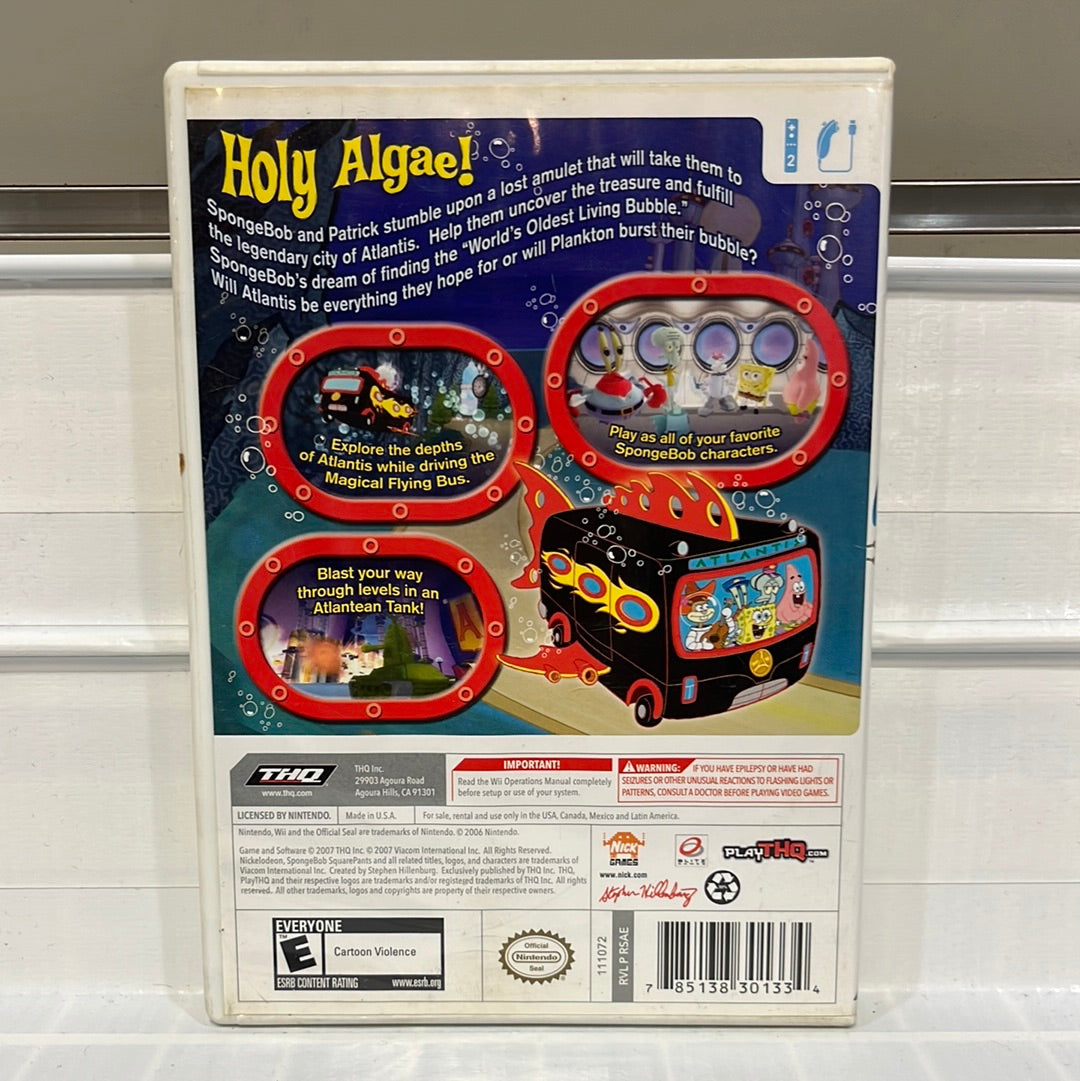 Holy Algae!
SpongeBob and Patrick stumble upon a lost amulet that will take them to
the legendary city of Atlantis. Help them uncover the treasure and fulfill
SpongeBob's dream of finding the "World's Oldest Living Bubble."
Will Atlantis be everything they hope for or will Plankton burst their bubble?
2
Explore the depths
of Atlantis while driving the
Magical Flying Bus.
Play as all of your favorite
SpongeBob characters.
Blast your way
through levels in an
Atlantean Tank!
ATLANTIS
THQ
www.thq.com
THQ Inc.
29903 Agoura Road
Agoura Hills, CA 91301
IMPORTANT!
Read the Wii Operations Manual completely
before setup or use of your system.
WARNING: IF YOU HAVE EPILEPSY OR HAVE HAD
SEIZURES OR OTHER UNUSUAL REACTIONS TO FLASHING LIGHTS OR
PATTERNS, CONSULT A DOCTOR BEFORE PLAYING VIDEO GAMES.
LICENSED BY NINTENDO.
Made in U.S.A.
For sale, rental and use only in the USA, Canada, Mexico and Latin America.
Nintendo, Wii and the Official Seal are trademarks of Nintendo. © 2006 Nintendo.
Game and Software © 2007 THQ Inc. © 2007 Viacom International Inc. All Rights Reserved.
Nickelodeon, SpongeBob SquarePants and all related titles, logos, and characters are trademarks of
Viacom International Inc. Created by Stephen Hillenburg. Exclusively published by THQ Inc. THQ,
PlayTHQ and their respective logos are trademarks and/or registered trademarks of THQ Inc. All rights
reserved. All other trademarks, logos and copyrights are property of their respective owners.
NICK
GAMES
www.nick.com
BLITZ
PLAYTHQ.COM
Stephen Hillenburg
EVERYONE
E
Cartoon Violence
ESRB CONTENT RATING
www.esrb.org
Official
Nintendo
Seal
111072
RVL P RSAE
7 85138 30133 4